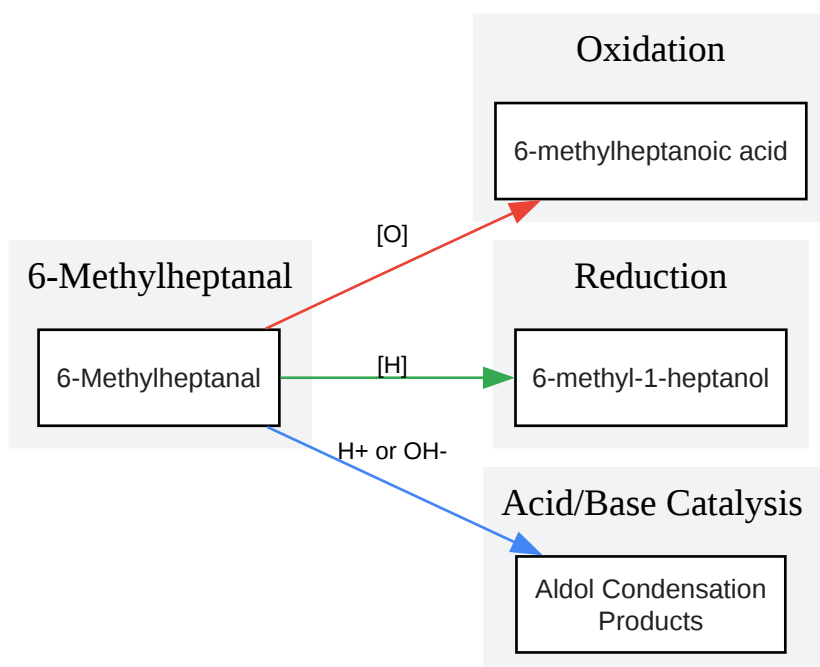 Oxidation
6-methylheptanoic acid
[O]
6-Methylheptanal
6-Methylheptanal
Reduction
[H]
6-methyl-1-heptanol
H+ or OH-
Acid/Base Catalysis
Aldol Condensation
Products